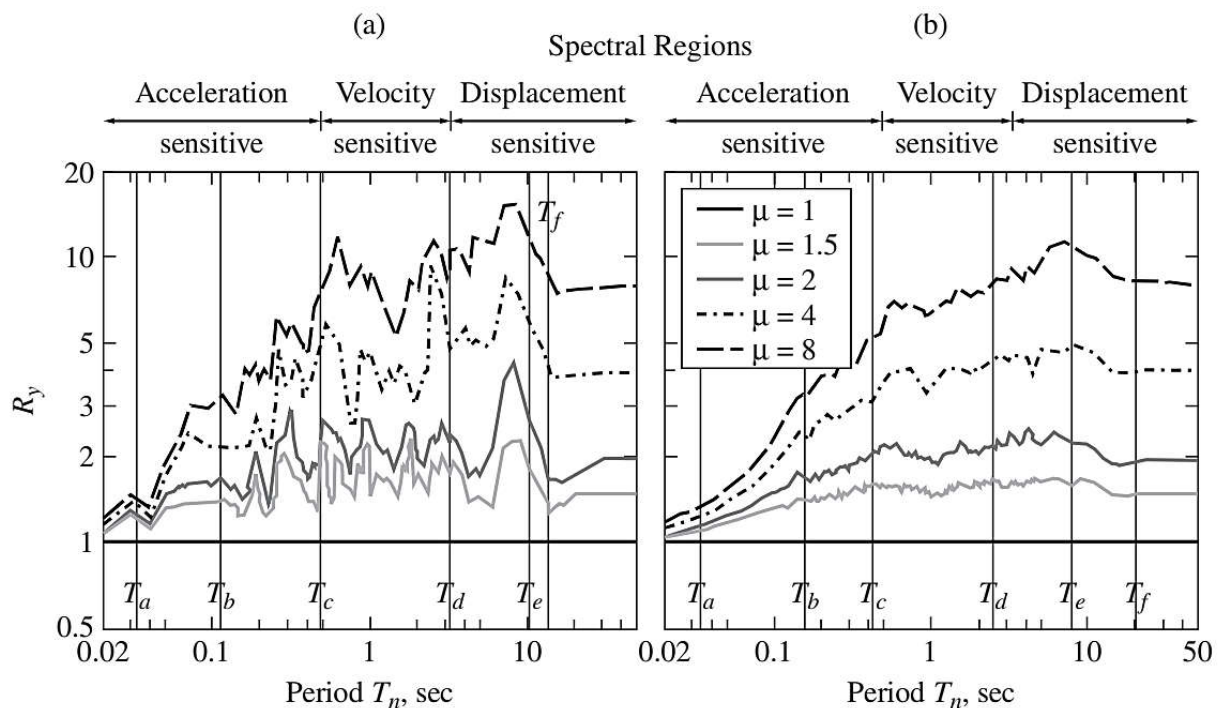 (a) (b)
Spectral Regions
Acceleration Velocity Displacement Acceleration Velocity Displacement
sensitive sensitive sensitive sensitive sensitive sensitive
20
10
5
3
2
1
0.5
R_y
T_f
μ = 1
μ = 1.5
μ = 2
μ = 4
μ = 8
T_a T_b T_c T_d T_e T_a T_b T_c T_d T_e T_f
0.02 0.1 1 10 0.02 0.1 1 10 50
Period T_n, sec Period T_n, sec